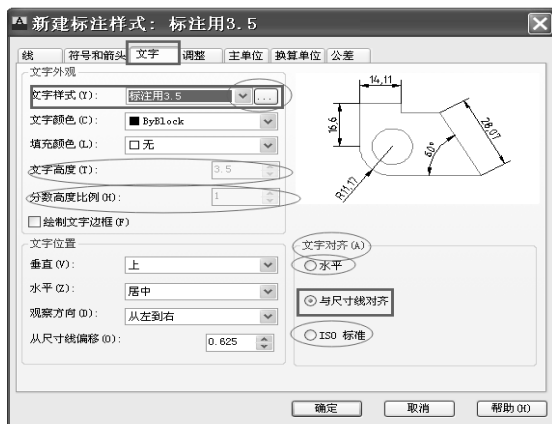 新建标注样式: 标注用3.5
线 符号和箭头 文字 调整 主单位 换算单位 公差
文字外观
文字样式(Y): 标注用3.5 ...
文字颜色(C): ByBlock
填充颜色(L): 无
文字高度(T): 3.5
分数高度比例(H): 1
绘制文字边框(F)
14,11
16,6
28,07
60°
R11,17
文字位置
垂直(V): 上
水平(Z): 居中
观察方向(D): 从左到右
从尺寸线偏移(O): 0.625
文字对齐(A)
水平
与尺寸线对齐
ISO 标准
确定 取消 帮助(H)